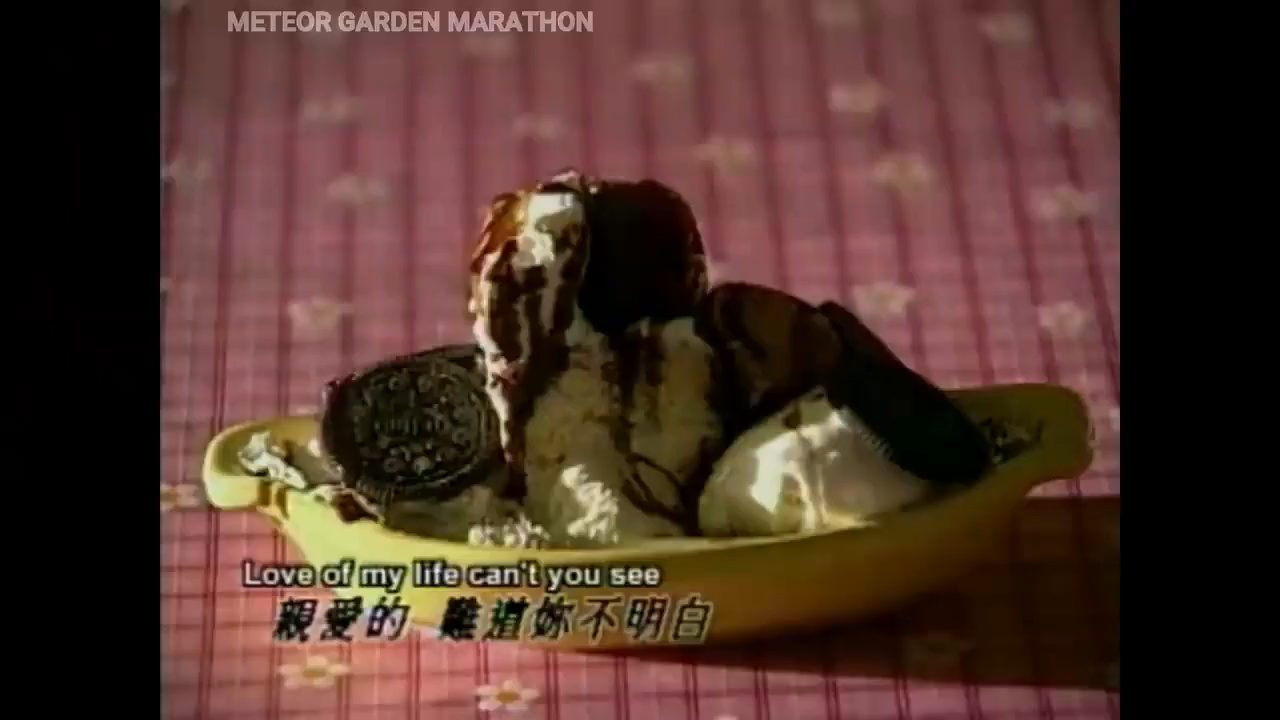 METEOR GARDEN MARATHON
Love of my life can't you see
親愛的 難道妳不明白